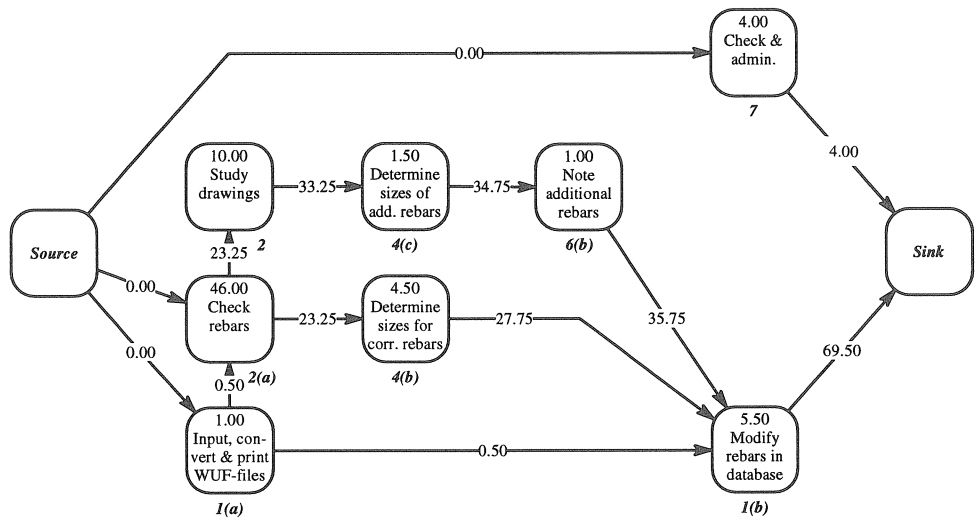 4.00
Check &
admin.
7
0.00
4.00
10.00
Study
drawings
2
33.25
1.50
Determine
sizes of
add. rebars
4(c)
34.75
1.00
Note
additional
rebars
6(b)
Source
Sink
23.25
0.00
46.00
Check
rebars
2(a)
23.25
4.50
Determine
sizes for
corr. rebars
4(b)
27.75
35.75
0.00
69.50
0.50
1.00
Input, con-
vert & print
WUF-files
1(a)
0.50
5.50
Modify
rebars in
database
1(b)